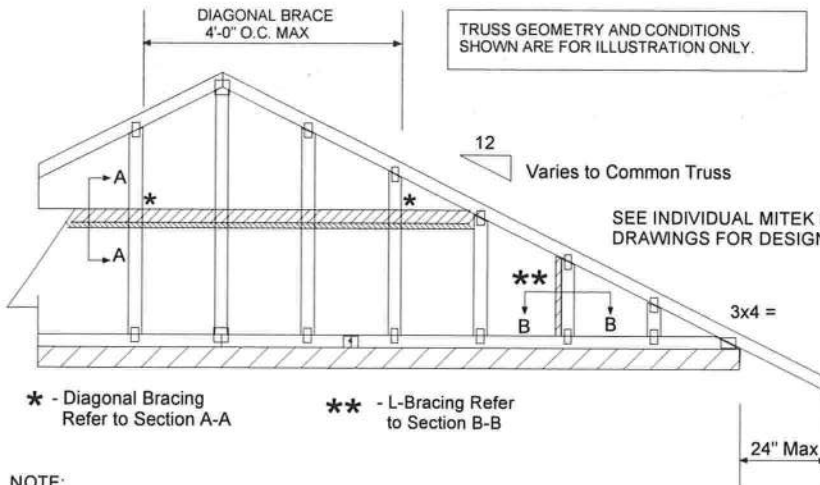 DIAGONAL BRACE
4'-0" O.C. MAX
TRUSS GEOMETRY AND CONDITIONS
SHOWN ARE FOR ILLUSTRATION ONLY.
12
Varies to Common Truss
A
*
*
SEE INDIVIDUAL MITEK
DRAWINGS FOR DESIGN
A
**
3x4 =
B
B
* - Diagonal Bracing
Refer to Section A-A
** - L-Bracing Refer
to Section B-B
24" Max
NOTE: